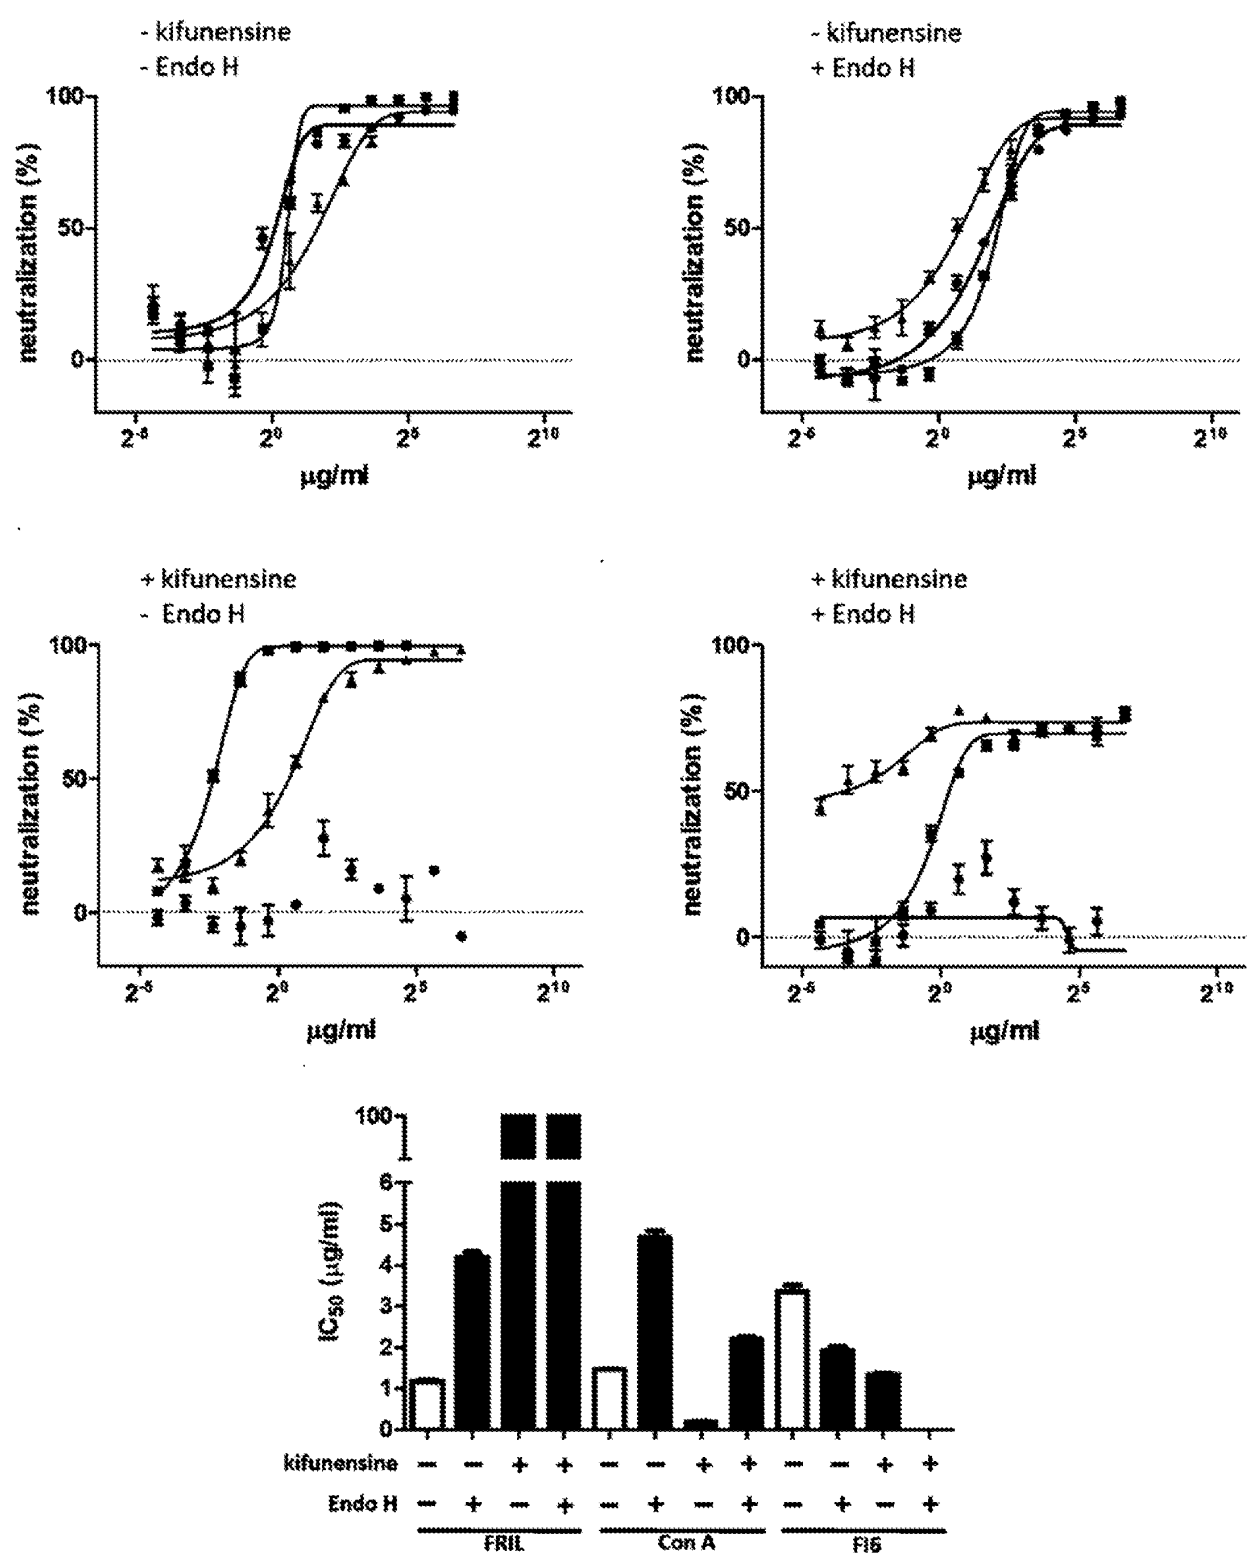 - kifunensine
- Endo H
100
50
0
neutralization (%)
2-5 20 25 210
µg/ml
- kifunensine
+ Endo H
100
50
0
neutralization (%)
2-5 20 25 210
µg/ml
+ kifunensine
- Endo H
100
50
0
neutralization (%)
2-5 20 25 210
µg/ml
+ kifunensine
+ Endo H
100
50
0
neutralization (%)
2-5 20 25 210
µg/ml
100
6
5
4
3
2
1
0
IC50 (µg/ml)
kifunensine − − + + − − + + − − + +
Endo H − + − + − + − + − + − +
FRIL Con A FI6